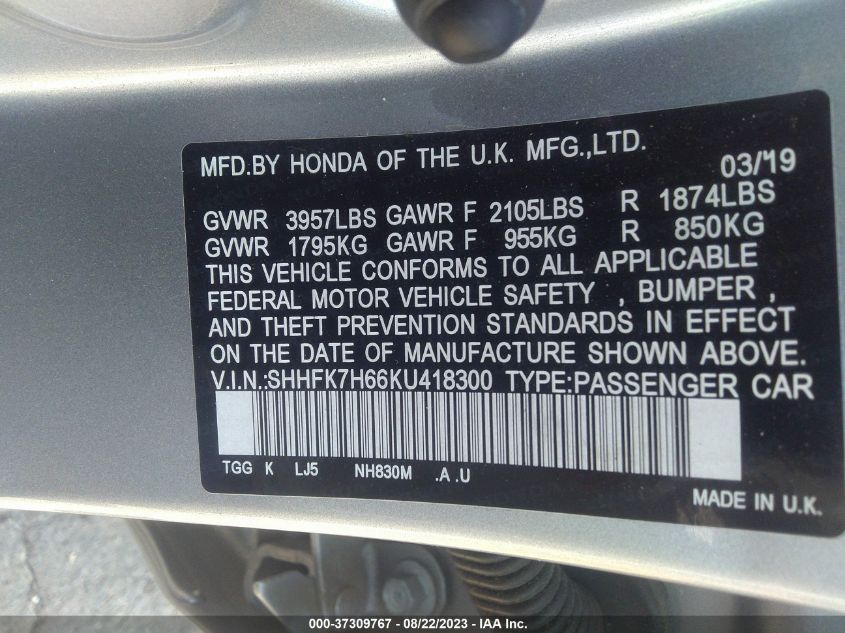 MFD.BY HONDA OF THE U.K. MFG.,LTD.
03/'19
GVWR 3957LBS GAWR F 2105LBS R 1874LBS
GVWR 1795KG GAWR F 955KG R 850KG
THIS VEHICLE CONFORMS TO ALL APPLICABLE
FEDERAL MOTOR VEHICLE SAFETY , BUMPER ,
AND THEFT PREVENTION STANDARDS IN EFFECT
ON THE DATE OF MANUFACTURE SHOWN ABOVE.
V.I.N.:SHHFK7H66KU418300 TYPE:PASSENGER CAR
TGG K LJ5 NH830M .A .U
MADE IN U.K.
000-37309767 - 08/22/2023 - IAA Inc.